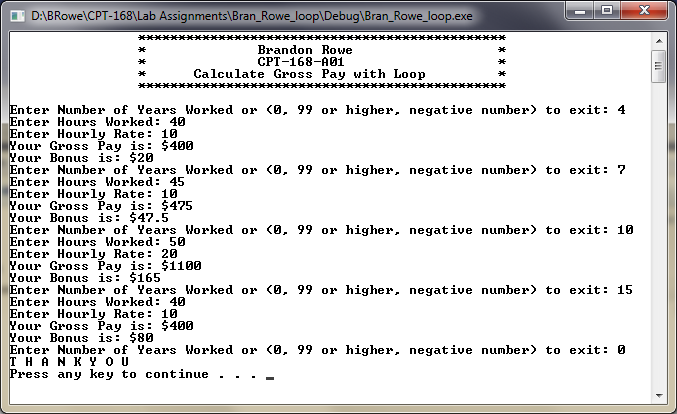 D:\BRowe\CPT-168\Lab Assignments\Bran_Rowe_loop\Debug\Bran_Rowe_loop.exe
***********************************************
* Brandon Rowe *
* CPT-168-A01 *
* Calculate Gross Pay with Loop *
***********************************************
Enter Number of Years Worked or (0, 99 or higher, negative number) to exit: 4
Enter Hours Worked: 40
Enter Hourly Rate: 10
Your Gross Pay is: $400
Your Bonus is: $20
Enter Number of Years Worked or (0, 99 or higher, negative number) to exit: 7
Enter Hours Worked: 45
Enter Hourly Rate: 10
Your Gross Pay is: $475
Your Bonus is: $47.5
Enter Number of Years Worked or (0, 99 or higher, negative number) to exit: 10
Enter Hours Worked: 50
Enter Hourly Rate: 20
Your Gross Pay is: $1100
Your Bonus is: $165
Enter Number of Years Worked or (0, 99 or higher, negative number) to exit: 15
Enter Hours Worked: 40
Enter Hourly Rate: 10
Your Gross Pay is: $400
Your Bonus is: $80
Enter Number of Years Worked or (0, 99 or higher, negative number) to exit: 0
T H A N K Y O U
Press any key to continue . . . _